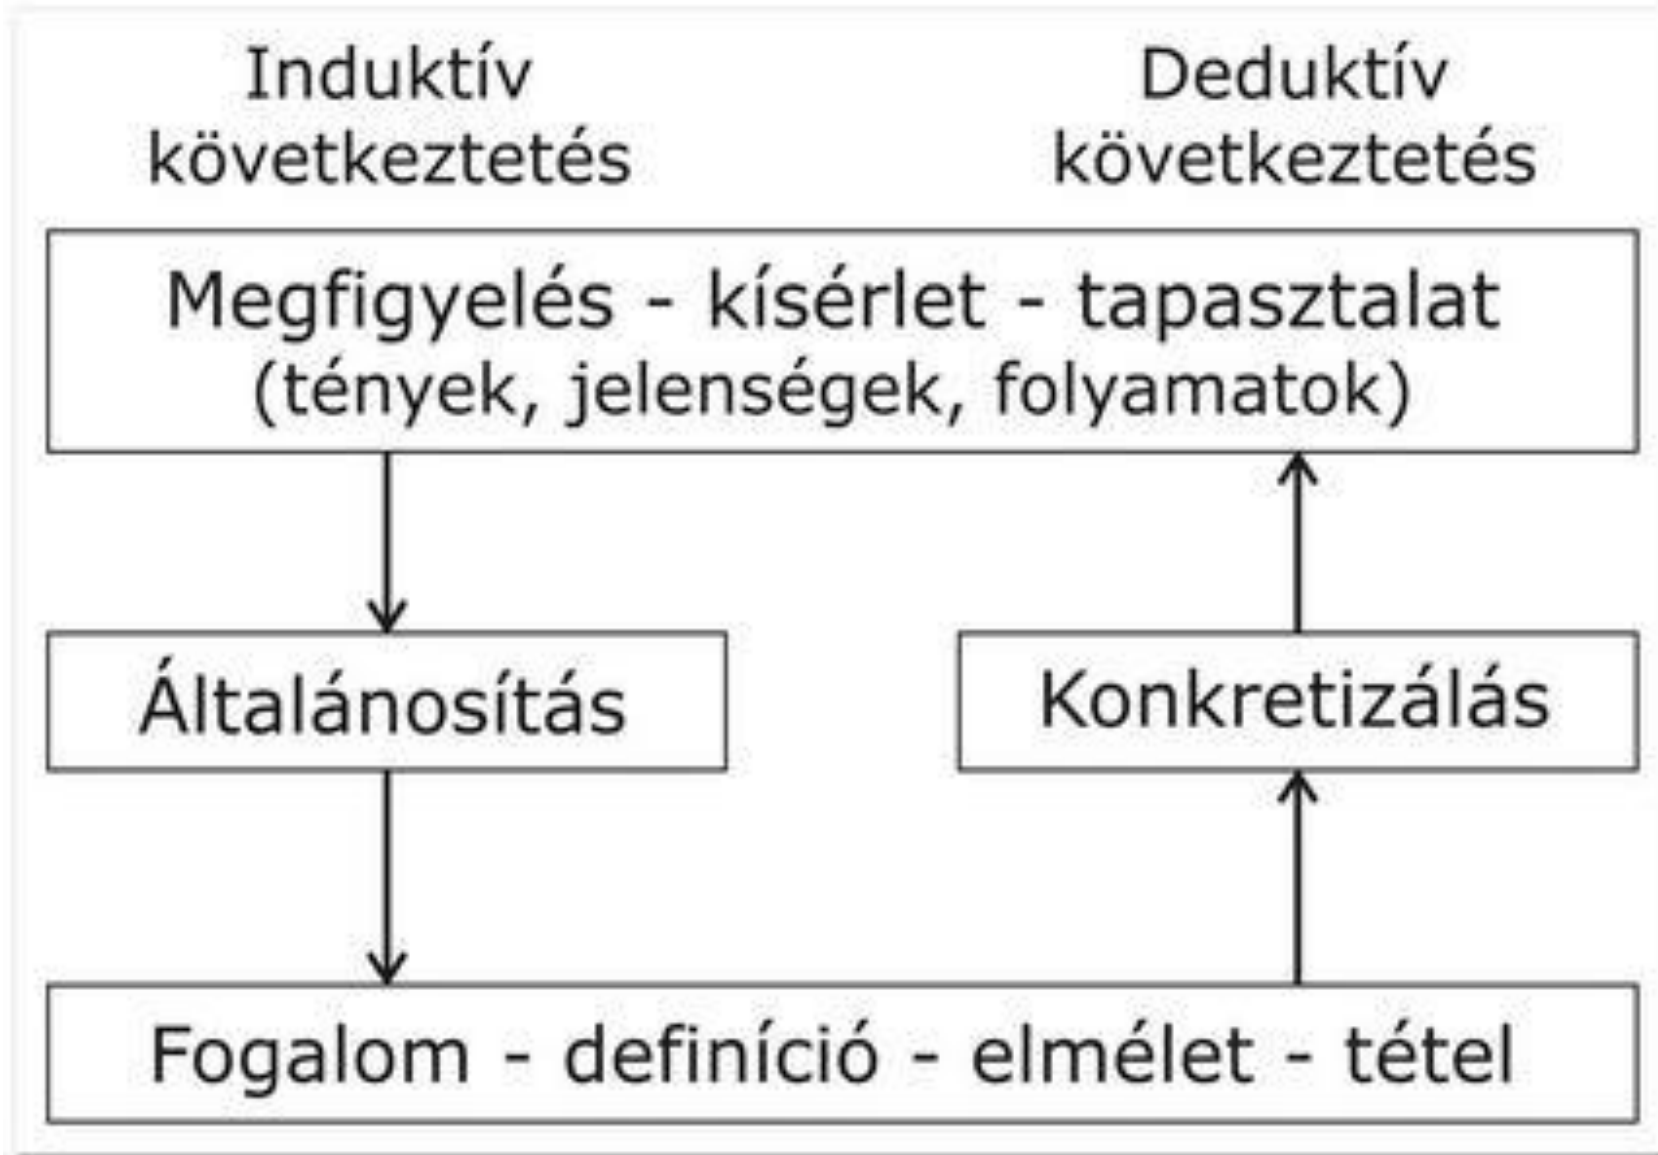 Induktív
következtetés
Deduktív
következtetés
Megfigyelés - kísérlet - tapasztalat
(tények, jelenségek, folyamatok)
Általánosítás
Konkretizálás
Fogalom - definíció - elmélet - tétel